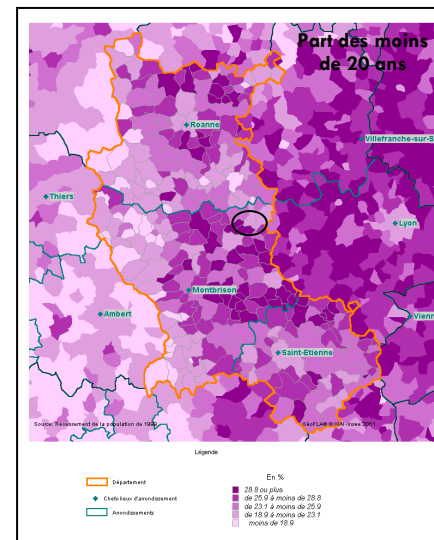 Part des moins
de 20 ans
Roanne
Villefranche-sur-S
Thiers
Lyon
Montbrison
Ambert
Vienn
Saint-Etienne
Source: Recensement de la population de 1999
GéoFLA® © IGN - Insee 2001
Légende
En %
Département
Chefs-lieux d'arrondissement
Arrondissements
28.8 ou plus
de 25.9 à moins de 28.8
de 23.1 à moins de 25.9
de 18.9 à moins de 23.1
moins de 18.9